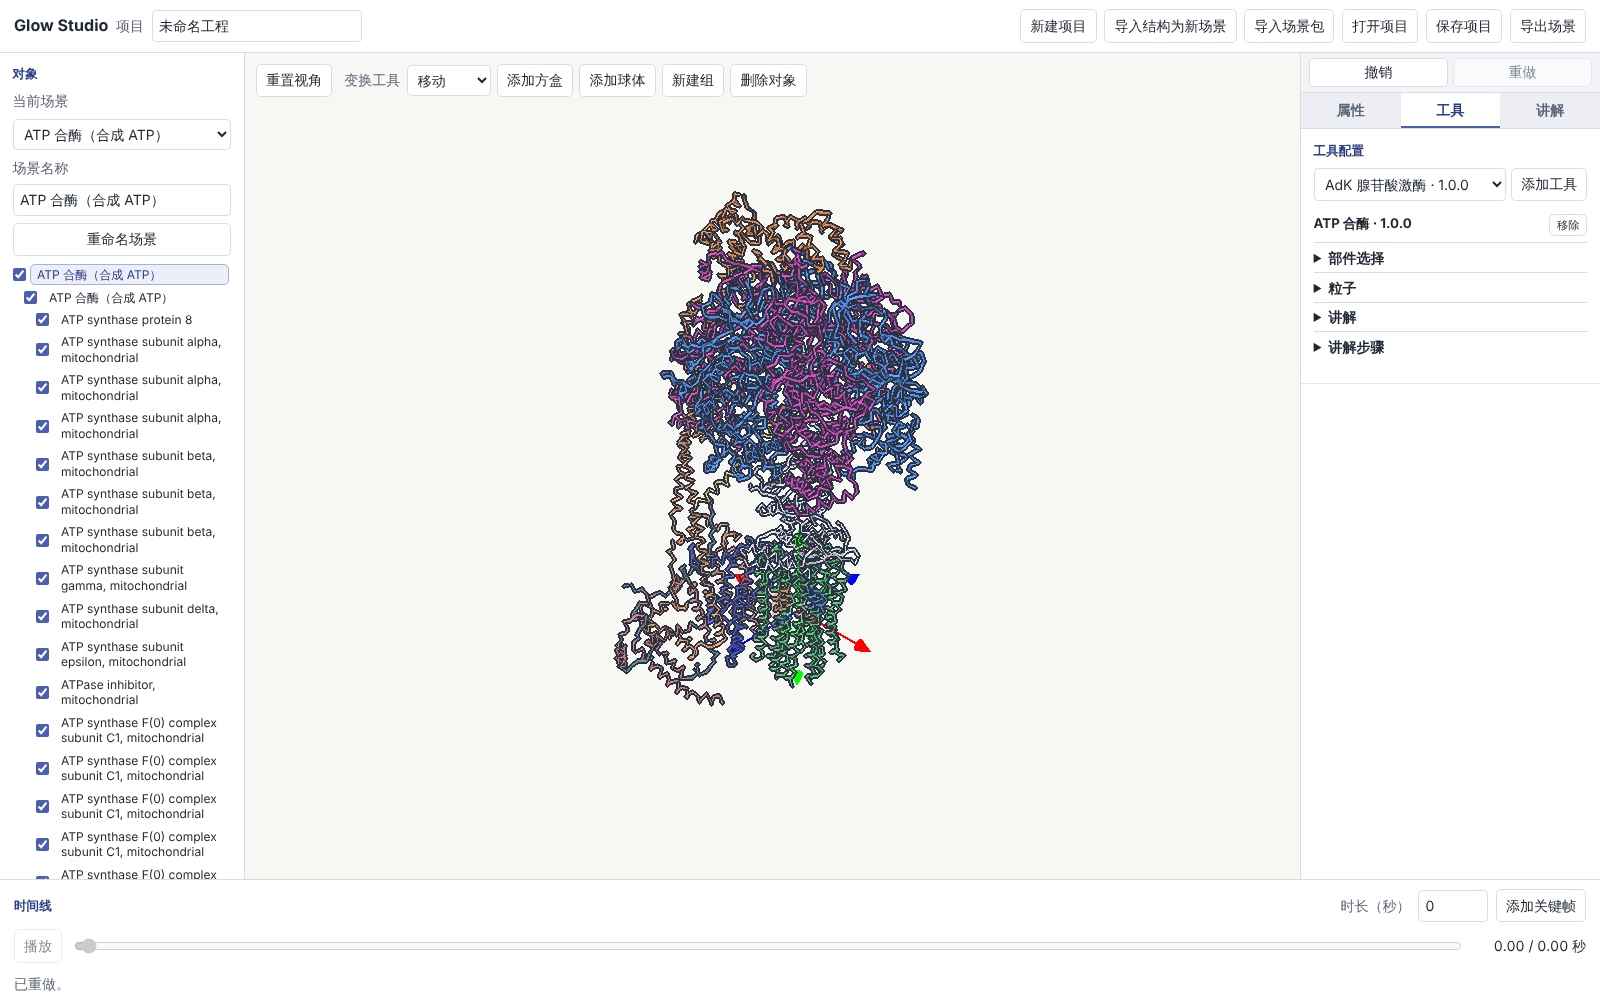 Glow Studio 项目 未命名工程
新建项目 导入结构为新场景 导入场景包 打开项目 保存项目 导出场景
对象
当前场景
ATP 合酶（合成 ATP）
场景名称
ATP 合酶（合成 ATP）
重命名场景
ATP 合酶（合成 ATP）
ATP 合酶（合成 ATP）
ATP synthase protein 8
ATP synthase subunit alpha,
mitochondrial
ATP synthase subunit alpha,
mitochondrial
ATP synthase subunit alpha,
mitochondrial
ATP synthase subunit beta,
mitochondrial
ATP synthase subunit beta,
mitochondrial
ATP synthase subunit beta,
mitochondrial
ATP synthase subunit
gamma, mitochondrial
ATP synthase subunit delta,
mitochondrial
ATP synthase subunit
epsilon, mitochondrial
ATPase inhibitor,
mitochondrial
ATP synthase F(0) complex
subunit C1, mitochondrial
ATP synthase F(0) complex
subunit C1, mitochondrial
ATP synthase F(0) complex
subunit C1, mitochondrial
ATP synthase F(0) complex
subunit C1, mitochondrial
ATP synthase F(0) complex
重置视角 变换工具 移动 添加方盒 添加球体 新建组 删除对象
撤销 重做
属性 工具 讲解
工具配置
AdK 腺苷酸激酶 · 1.0.0 添加工具
ATP 合酶 · 1.0.0 移除
部件选择
粒子
讲解
讲解步骤
时间线
时长（秒） 0 添加关键帧
播放 0.00 / 0.00 秒
已重做。